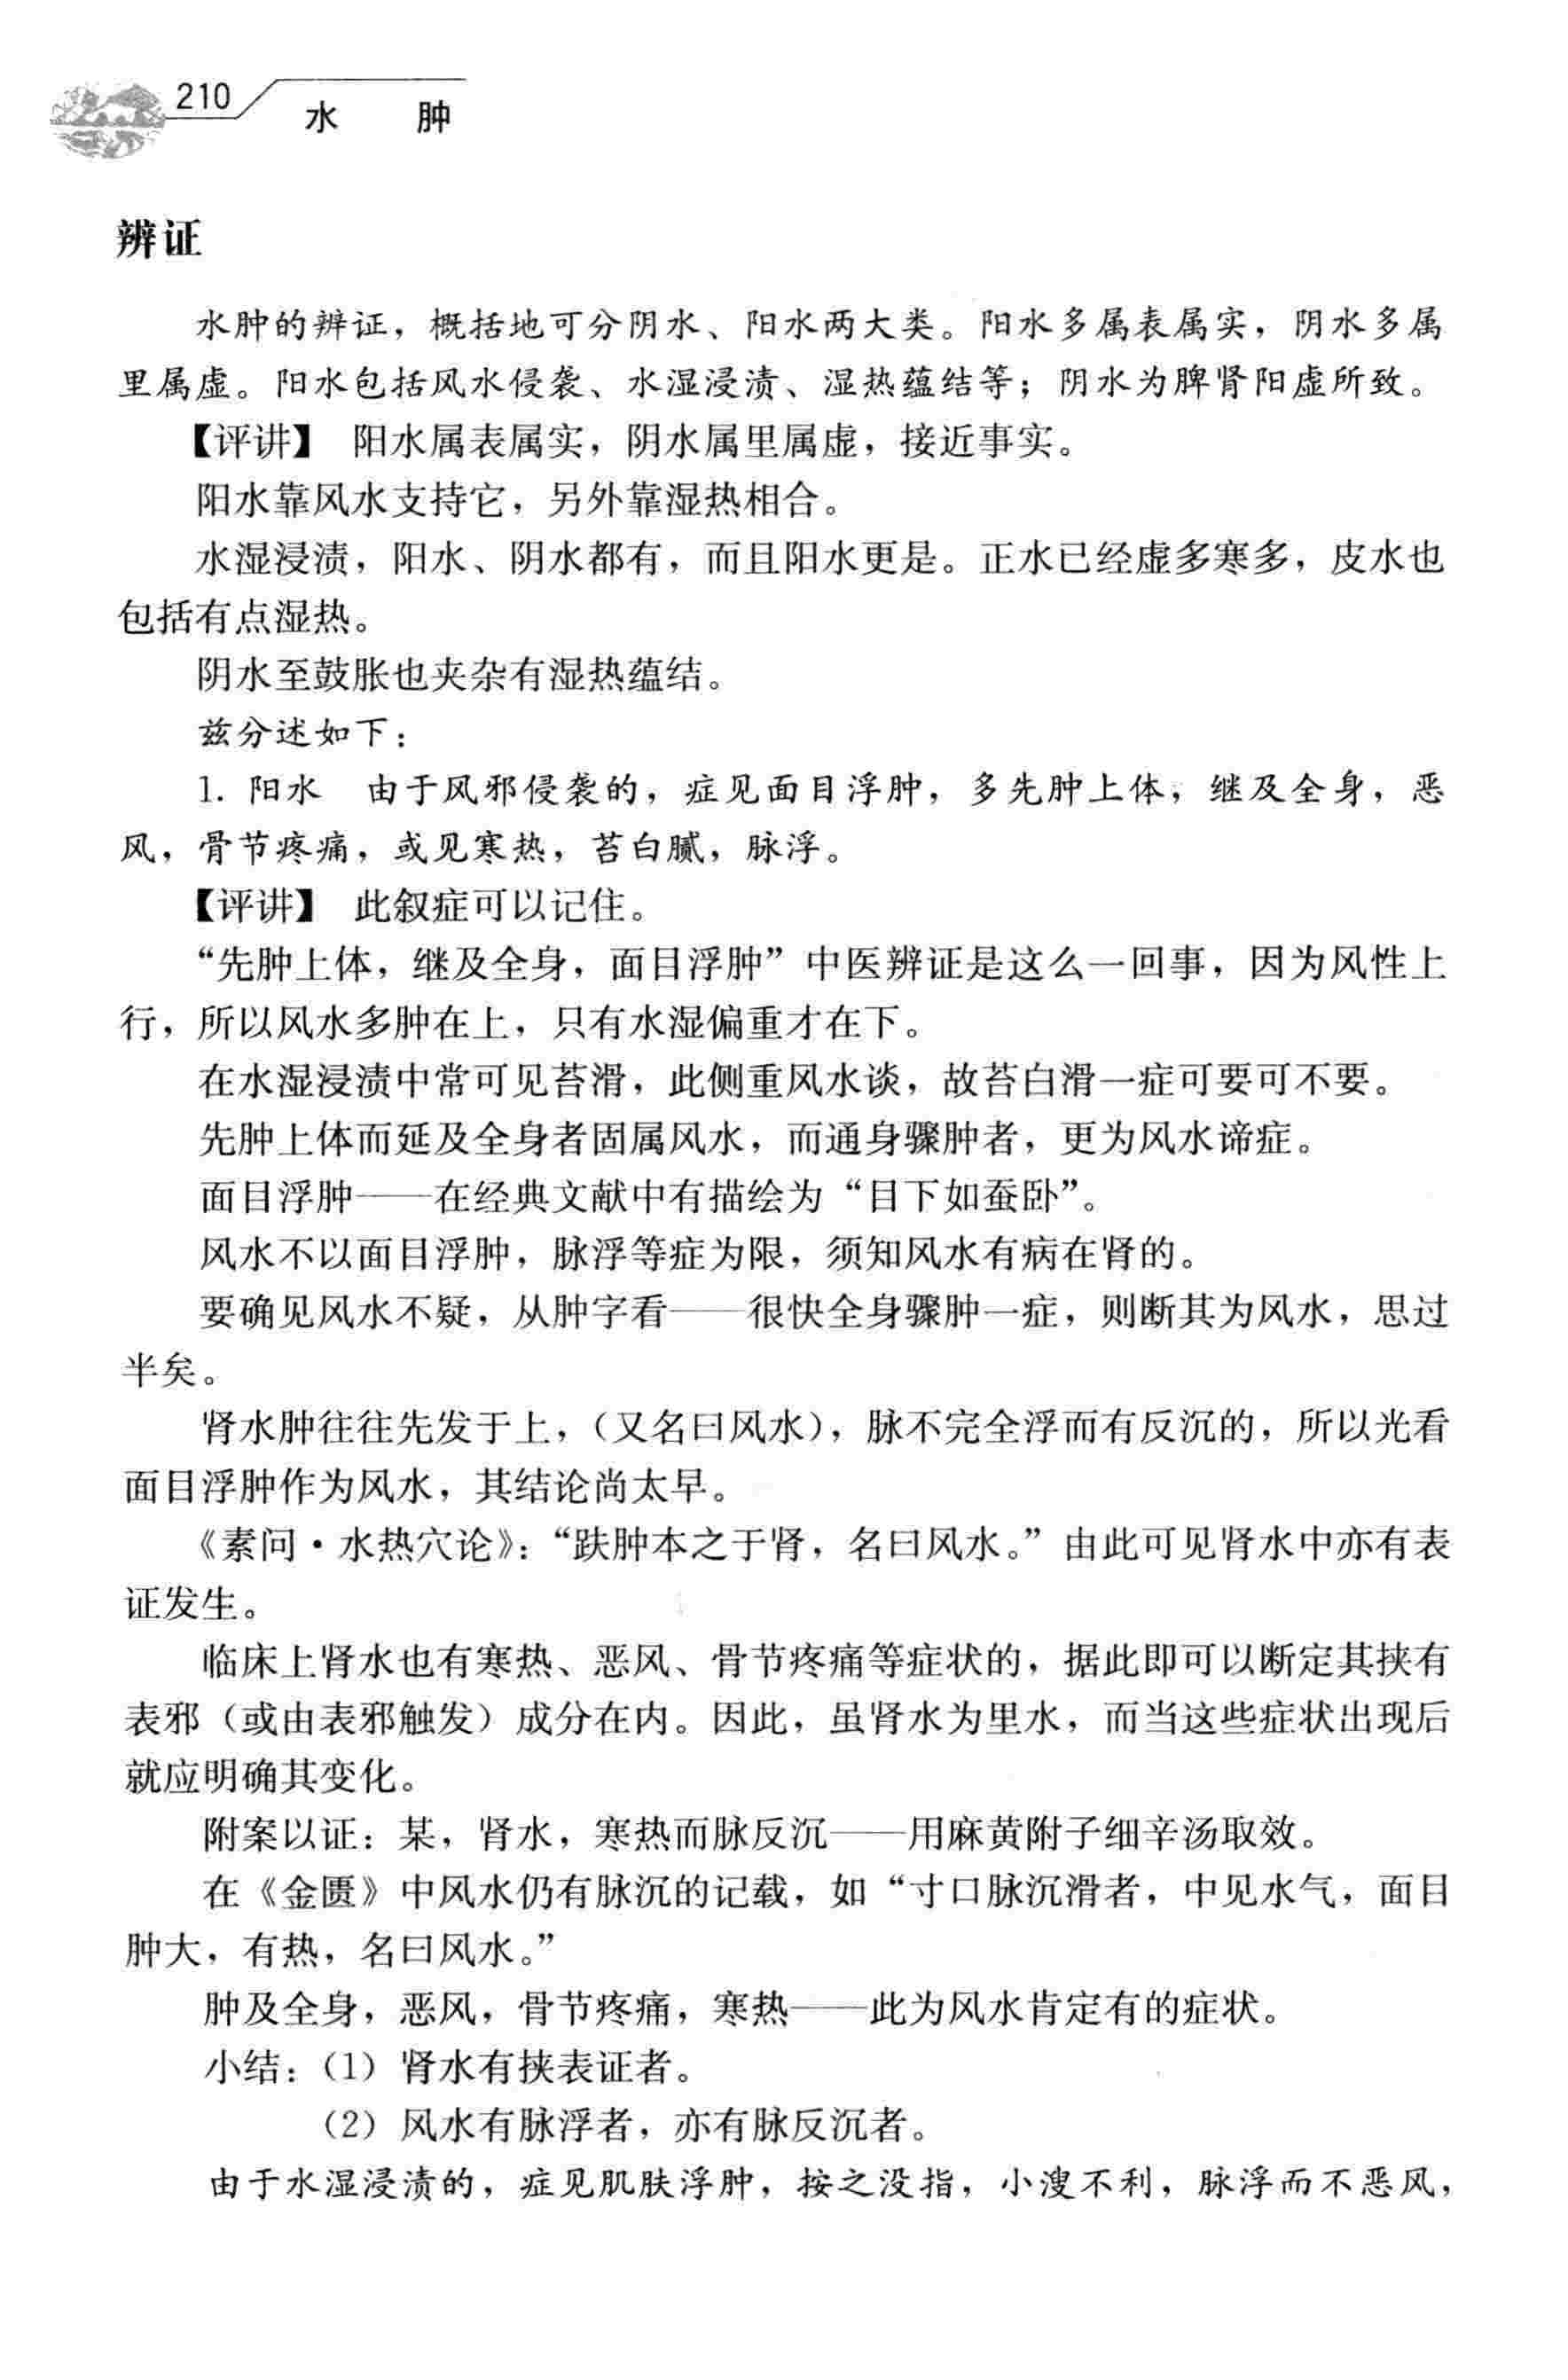 210
水 肿
辨证
水肿的辨证，概括地可分阴水、阳水两大类。阳水多属表属实，阴水多属
里属虚。阳水包括风水侵袭、水湿浸渍、湿热蕴结等；阴水为脾肾阳虚所致。
【评讲】 阳水属表属实，阴水属里属虚，接近事实。
阳水靠风水支持它，另外靠湿热相合。
水湿浸渍，阳水、阴水都有，而且阳水更是。正水已经虚多寒多，皮水也
包括有点湿热。
阴水至鼓胀也夹杂有湿热蕴结。
兹分述如下：
1. 阳水 由于风邪侵袭的，症见面目浮肿，多先肿上体，继及全身，恶
风，骨节疼痛，或见寒热，苔白腻，脉浮。
【评讲】 此叙症可以记住。
“先肿上体，继及全身，面目浮肿”中医辨证是这么一回事，因为风性上
行，所以风水多肿在上，只有水湿偏重才在下。
在水湿浸渍中常可见苔滑，此侧重风水谈，故苔白滑一症可要可不要。
先肿上体而延及全身者固属风水，而通身骤肿者，更为风水谛症。
面目浮肿——在经典文献中有描绘为“目下如蚕卧”。
风水不以面目浮肿，脉浮等症为限，须知风水有病在肾的。
要确见风水不疑，从肿字看——很快全身骤肿一症，则断其为风水，思过
半矣。
肾水肿往往先发于上，（又名曰风水），脉不完全浮而有反沉的，所以光看
面目浮肿作为风水，其结论尚太早。
《素问·水热穴论》：“跌肿本之于肾，名曰风水。”由此可见肾水中亦有表
证发生。
临床上肾水也有寒热、恶风、骨节疼痛等症状的，据此即可以断定其挟有
表邪（或由表邪触发）成分在内。因此，虽肾水为里水，而当这些症状出现后
就应明确其变化。
附案以证：某，肾水，寒热而脉反沉——用麻黄附子细辛汤取效。
在《金匮》中风水仍有脉沉的记载，如“寸口脉沉滑者，中见水气，面目
肿大，有热，名曰风水。”
肿及全身，恶风，骨节疼痛，寒热——此为风水肯定有的症状。
小结：（1）肾水有挟表证者。
（2）风水有脉浮者，亦有脉反沉者。
由于水湿浸渍的，症见肌肤浮肿，按之没指，小溲不利，脉浮而不恶风，